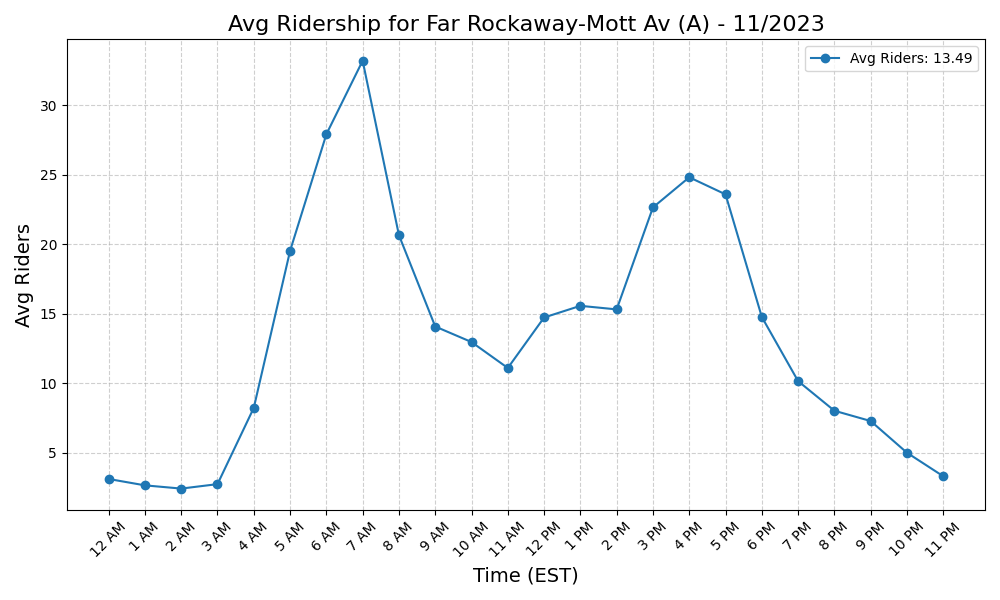 Avg Ridership for Far Rockaway-Mott Av (A) - 11/2023
Avg Riders: 13.49
Avg Riders
30
25
20
15
10
5
12 AM
1 AM
2 AM
3 AM
4 AM
5 AM
6 AM
7 AM
8 AM
9 AM
10 AM
11 AM
12 PM
1 PM
2 PM
3 PM
4 PM
5 PM
6 PM
7 PM
8 PM
9 PM
10 PM
11 PM
Time (EST)